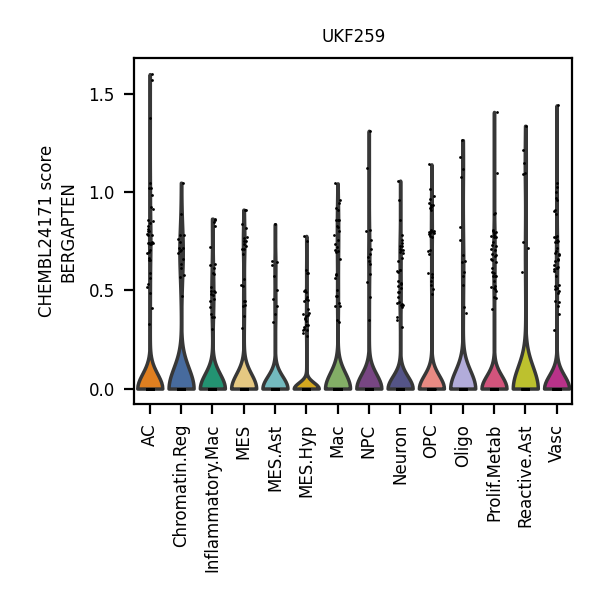 UKF259
CHEMBL24171 score
BERGAPTEN
1.5
1.0
0.5
0.0
AC
Chromatin.Reg
Inflammatory.Mac
MES
MES.Ast
MES.Hyp
Mac
NPC
Neuron
OPC
Oligo
Prolif.Metab
Reactive.Ast
Vasc